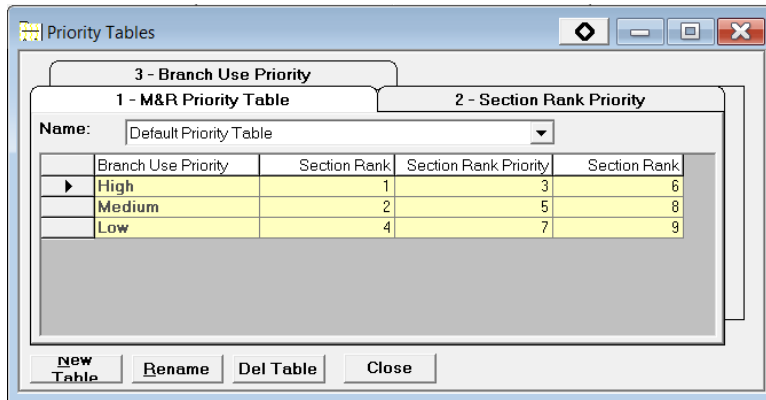 Priority Tables
3 - Branch Use Priority
1 - M&R Priority Table 2 - Section Rank Priority
Name: Default Priority Table
Branch Use Priority Section Rank Section Rank Priority Section Rank
High 1 3 6
Medium 2 5 8
Low 4 7 9
New Table Rename Del Table Close